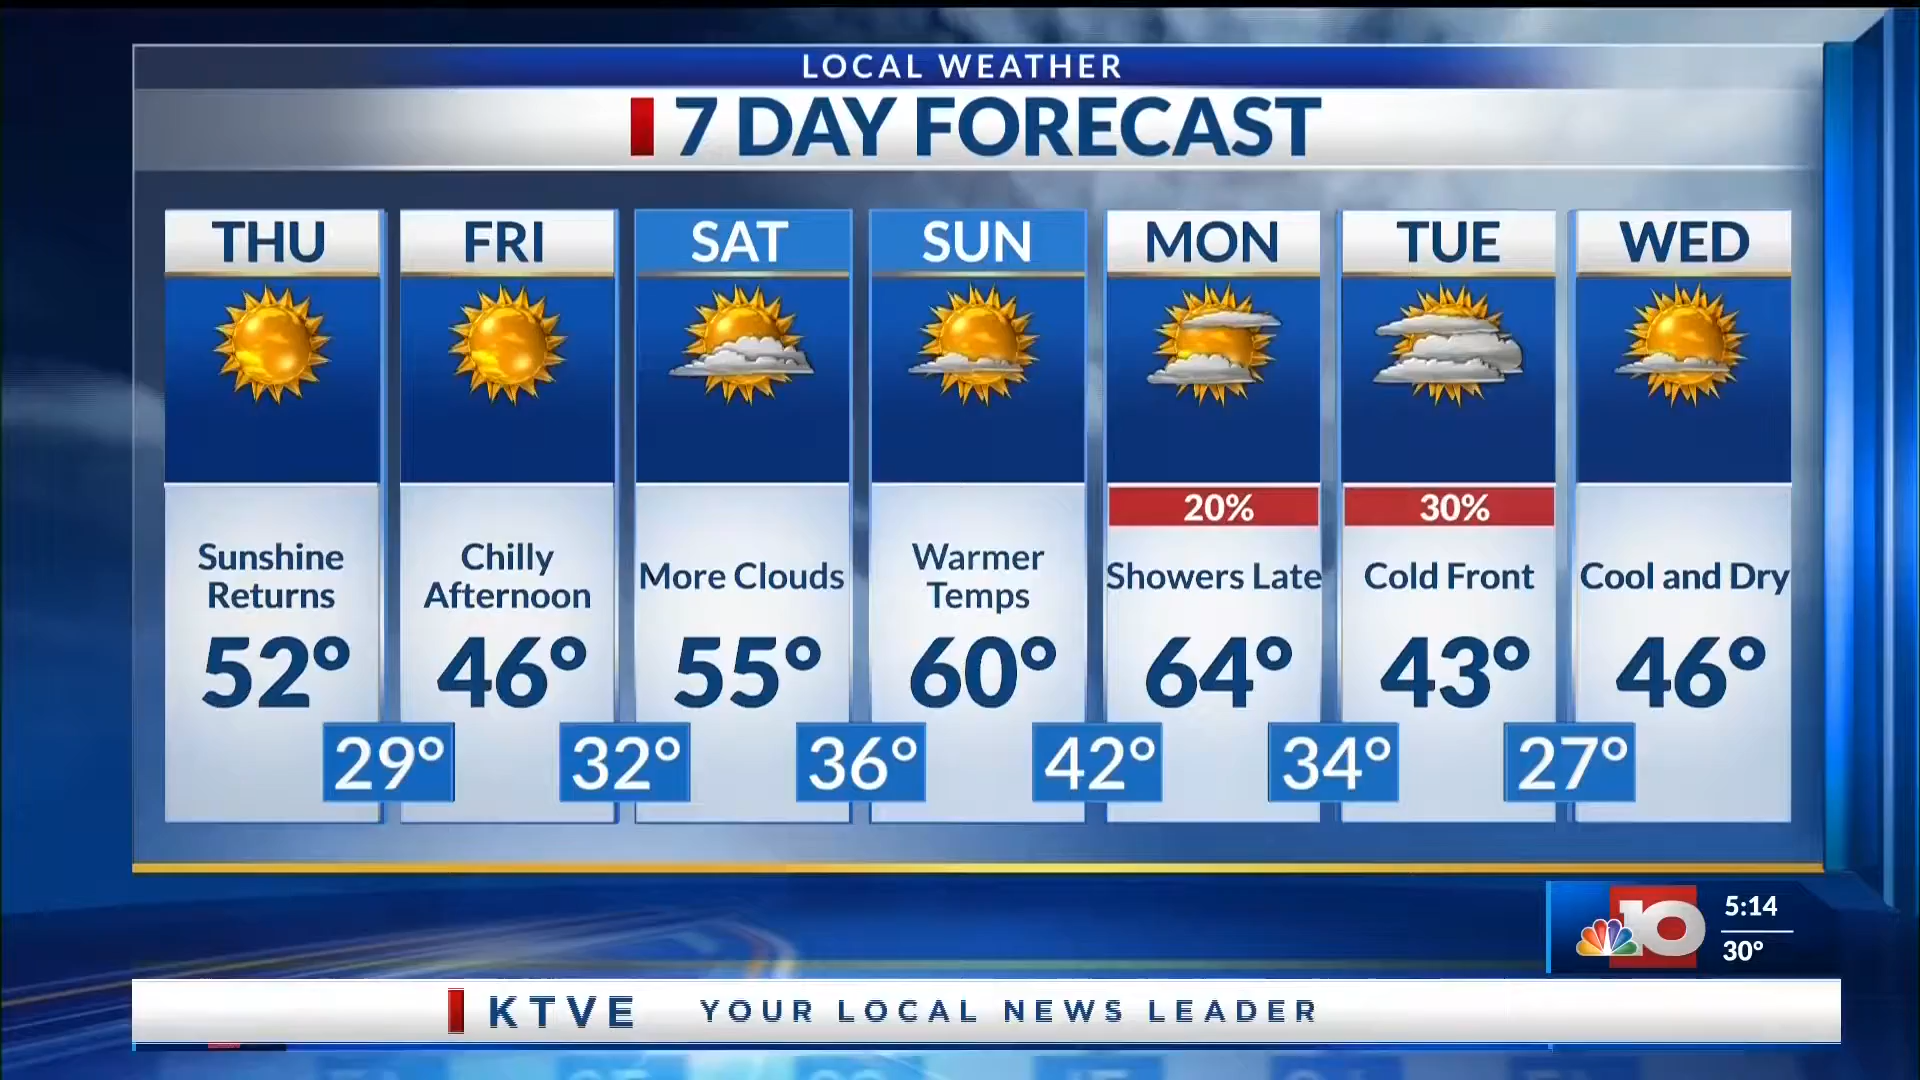 LOCAL WEATHER
7 DAY FORECAST
THU
FRI
SAT
SUN
MON
TUE
WED
20%
30%
Sunshine
Returns
Chilly
Afternoon
More Clouds
Warmer
Temps
Showers Late
Cold Front
Cool and Dry
52°
46°
55°
60°
64°
43°
46°
29°
32°
36°
42°
34°
27°
10
5:14
30°
KTVE YOUR LOCAL NEWS LEADER